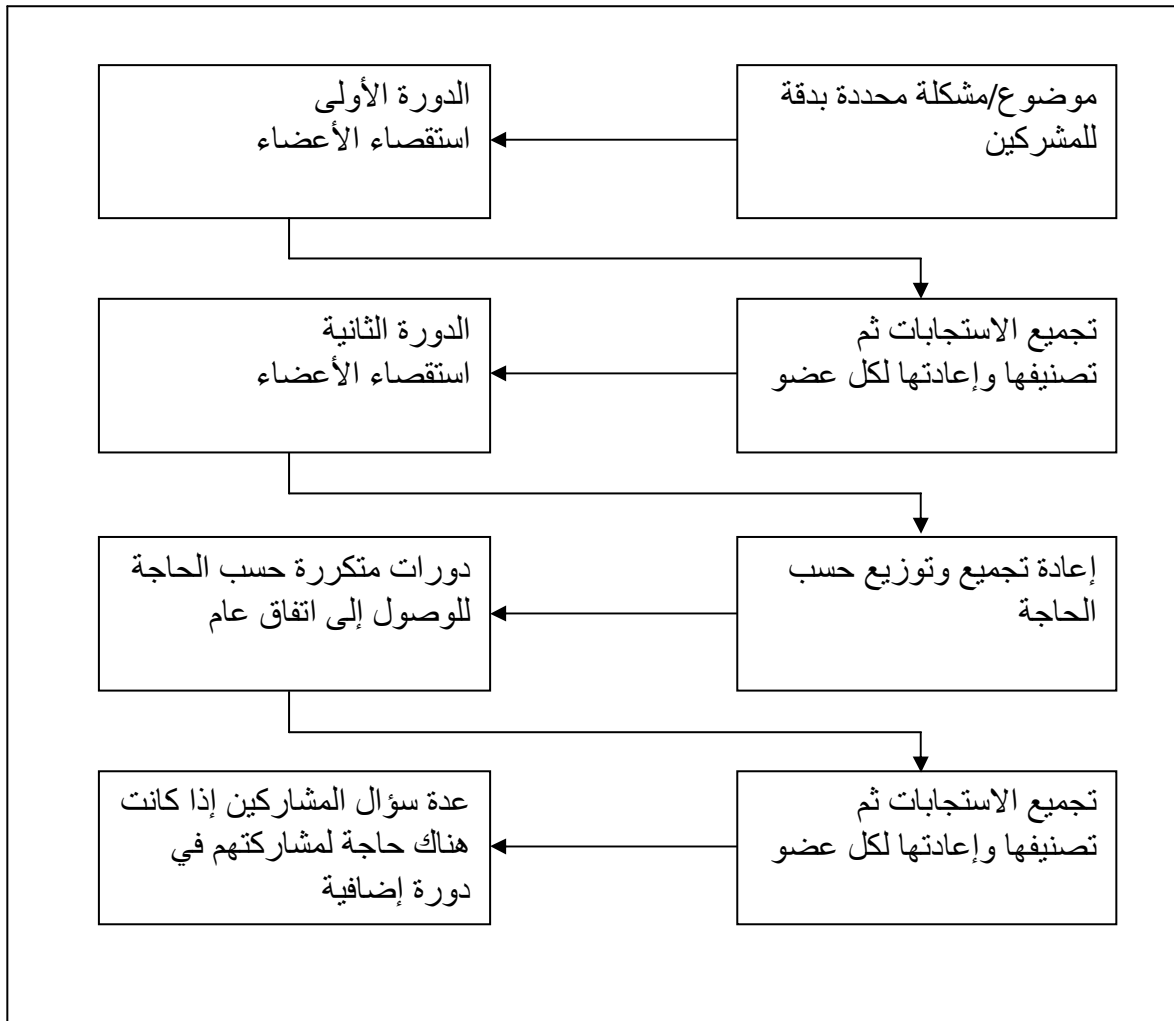 موضوع/مشكلة محددة بدقة
للمشركين
الدورة الأولى
استقصاء الأعضاء
تجميع الاستجابات ثم
تصنيفها وإعادتها لكل عضو
الدورة الثانية
استقصاء الأعضاء
إعادة تجميع وتوزيع حسب
الحاجة
دورات متكررة حسب الحاجة
للوصول إلى اتفاق عام
تجميع الاستجابات ثم
تصنيفها وإعادتها لكل عضو
عدة سؤال المشاركين إذا كانت
هناك حاجة لمشاركتهم في
دورة إضافية